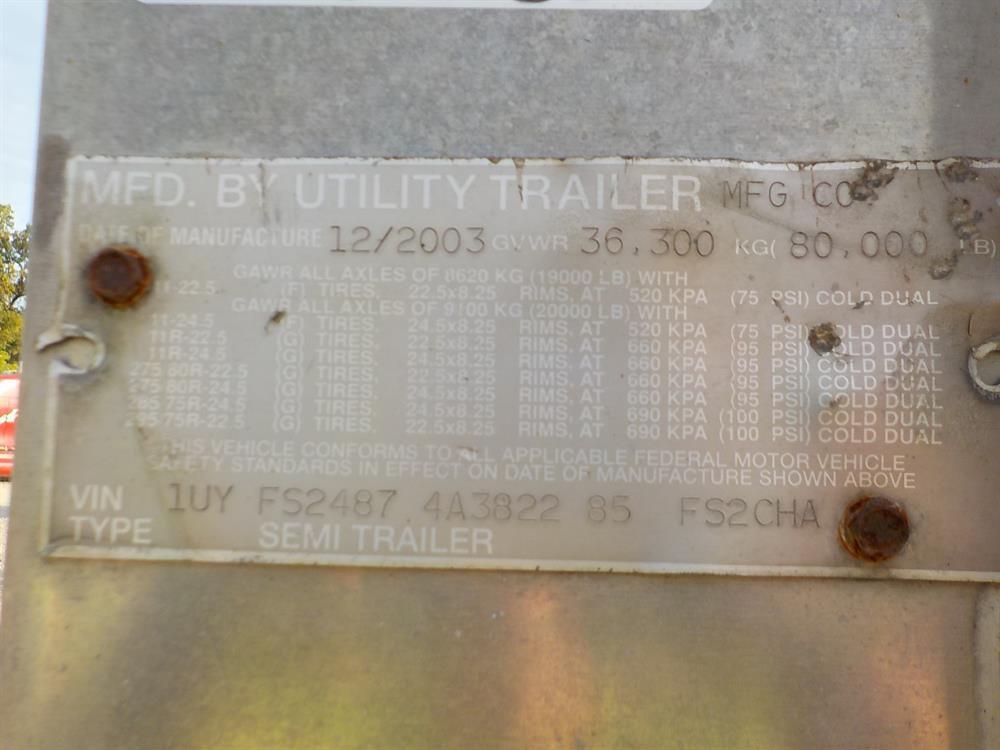 MFD. BY UTILITY TRAILER MFG CO
DATE OF MANUFACTURE 12/2003 GVWR 36,300 KG( 80,000 LB)
GAWR ALL AXLES OF 8620 KG (19000 LB) WITH
11-22.5 (F) TIRES, 22.5x8.25 RIMS, AT 520 KPA (75 PSI) COLD DUAL
GAWR ALL AXLES OF 9100 KG (20000 LB) WITH
11-24.5 (F) TIRES, 24.5x8.25 RIMS, AT 520 KPA (75 PSI) COLD DUAL
11R-22.5 (G) TIRES, 22.5x8.25 RIMS, AT 660 KPA (95 PSI) COLD DUAL
11R-24.5 (G) TIRES, 24.5x8.25 RIMS, AT 660 KPA (95 PSI) COLD DUAL
275 80R-22.5 (G) TIRES, 22.5x8.25 RIMS, AT 660 KPA (95 PSI) COLD DUAL
275 80R-24.5 (G) TIRES, 24.5x8.25 RIMS, AT 660 KPA (95 PSI) COLD DUAL
285 75R-24.5 (G) TIRES, 24.5x8.25 RIMS, AT 690 KPA (100 PSI) COLD DUAL
75R-22.5 (G) TIRES, 22.5x8.25 RIMS, AT 690 KPA (100 PSI) COLD DUAL
THIS VEHICLE CONFORMS TO ALL APPLICABLE FEDERAL MOTOR VEHICLE
SAFETY STANDARDS IN EFFECT ON DATE OF MANUFACTURE SHOWN ABOVE
VIN 1UY FS2487 4A3822 85 FS2CHA
TYPE SEMI TRAILER